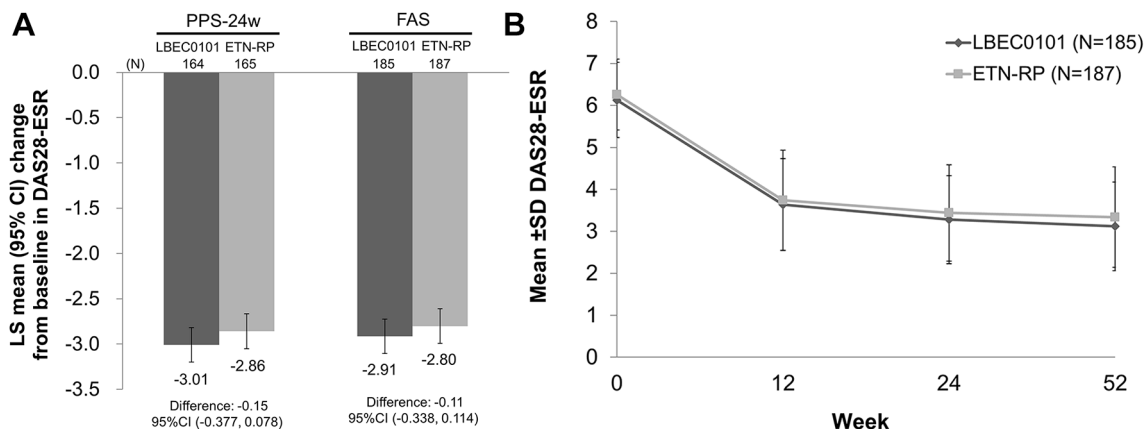 A
PPS-24w
FAS
LBEC0101 ETN-RP
LBEC0101 ETN-RP
(N) 164 165
185 187
LS mean (95% CI) change
from baseline in DAS28-ESR
0.0
-0.5
-1.0
-1.5
-2.0
-2.5
-3.0
-3.5
-3.01
-2.86
-2.91
-2.80
Difference: -0.15
95%CI (-0.377, 0.078)
Difference: -0.11
95%CI (-0.338, 0.114)
B
LBEC0101 (N=185)
ETN-RP (N=187)
Mean ±SD DAS28-ESR
8
7
6
5
4
3
2
1
0
0 12 24 52
Week